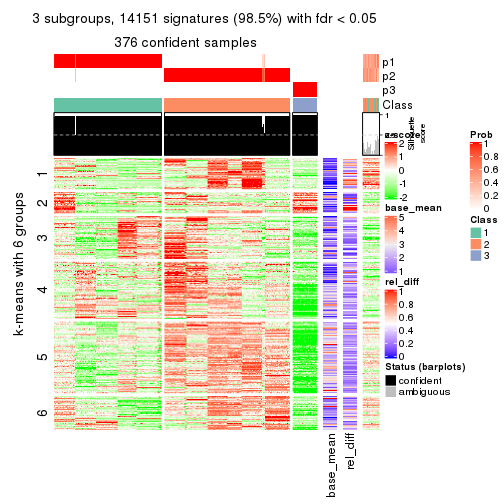 3 subgroups, 14151 signatures (98.5%) with fdr < 0.05
376 confident samples
p1
p2
p3
Class
1
Silhouette
score
z-score
2
1
0
-1
-2
base_mean
5
4
3
2
1
rel_diff
1
0.8
0.6
0.4
0.2
0
Status (barplots)
confident
ambiguous
Prob
1
0.8
0.6
0.4
0.2
0
Class
1
2
3
k-means with 6 groups
1
2
3
4
5
6
base_mean
rel_diff